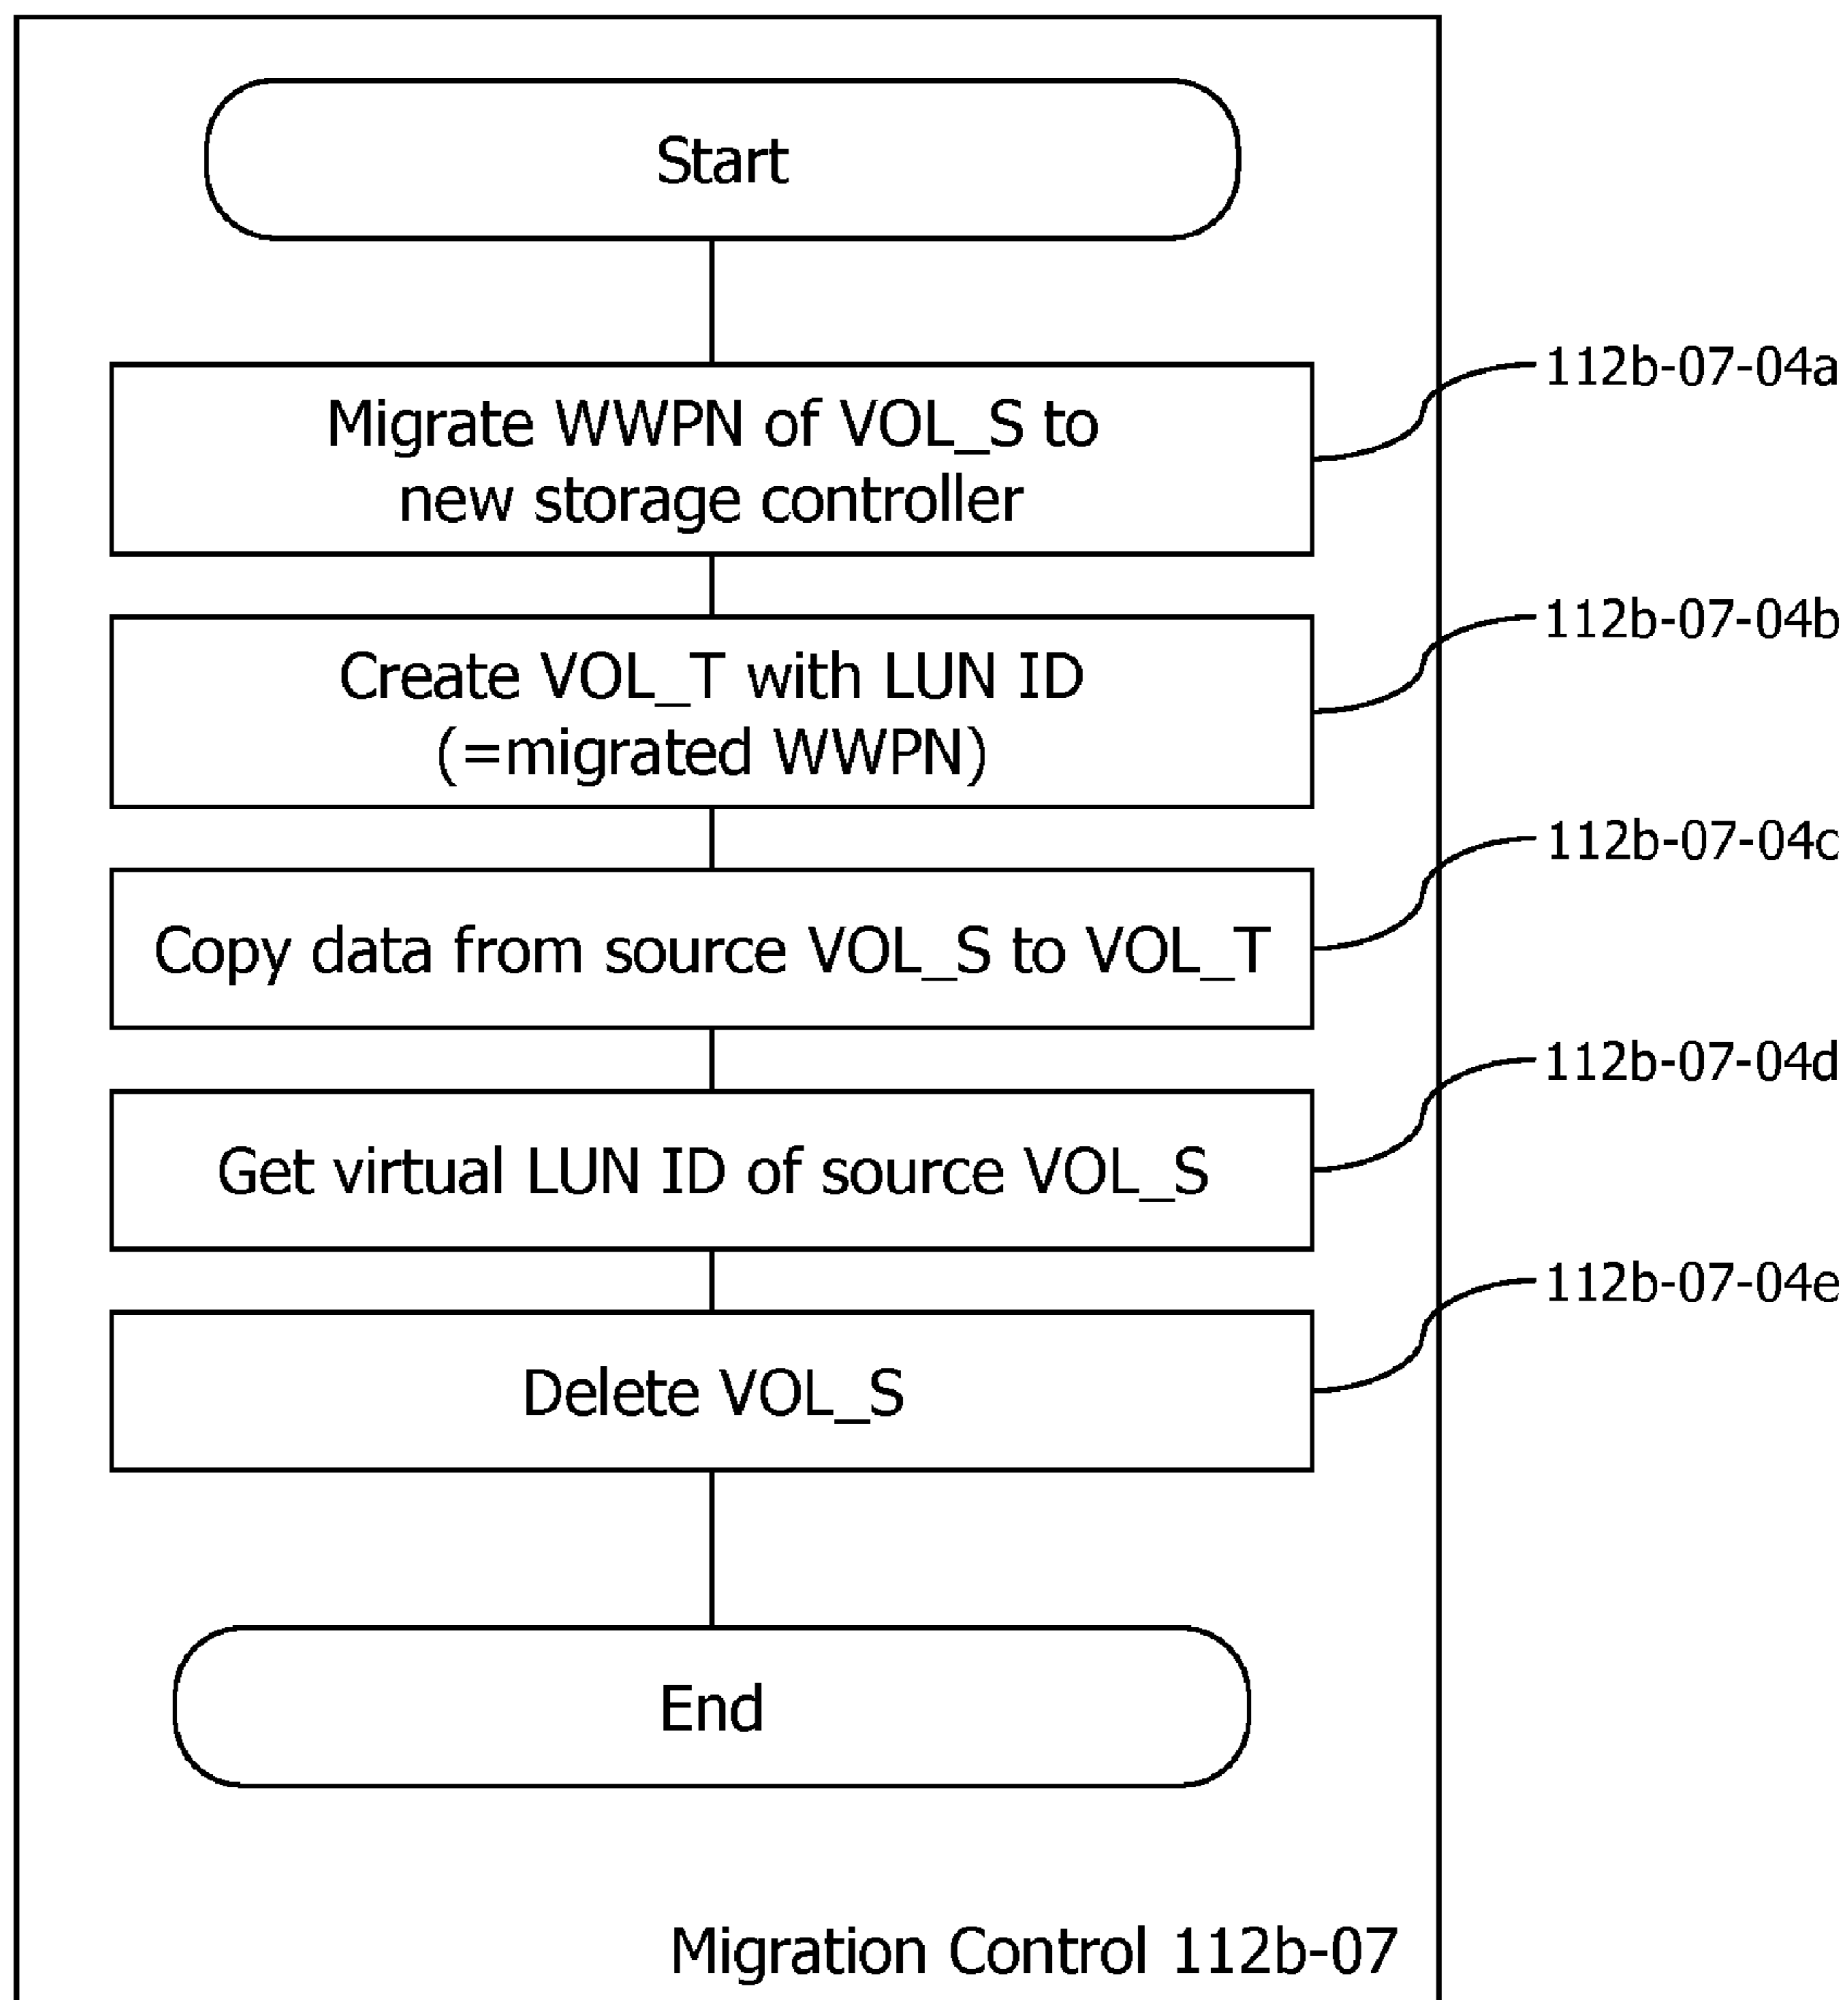 Start
Migrate WWPN of VOL_S to
new storage controller
112b-07-04a
Create VOL_T with LUN ID
(=migrated WWPN)
112b-07-04b
Copy data from source VOL_S to VOL_T
112b-07-04c
Get virtual LUN ID of source VOL_S
112b-07-04d
Delete VOL_S
112b-07-04e
End
Migration Control 112b-07